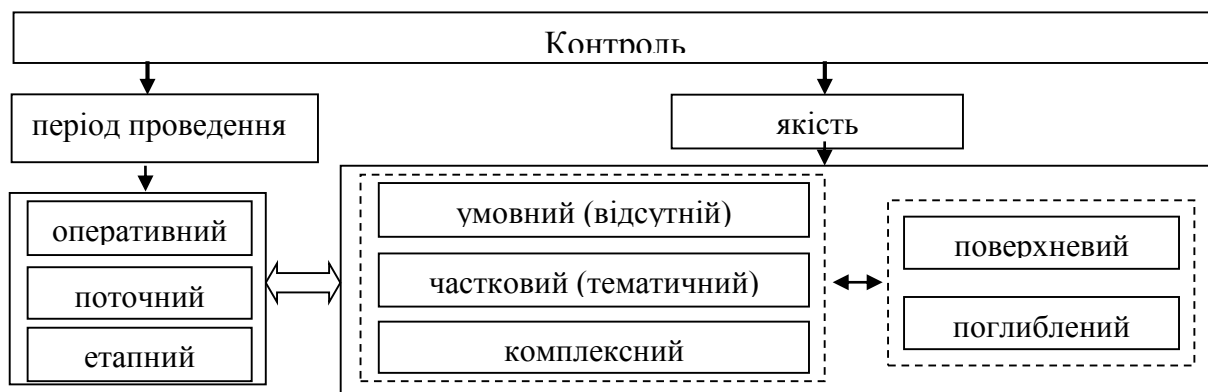 Контроль
період проведення
якість
оперативний
поточний
етапний
умовний (відсутній)
частковий (тематичний)
комплексний
поверхневий
поглиблений